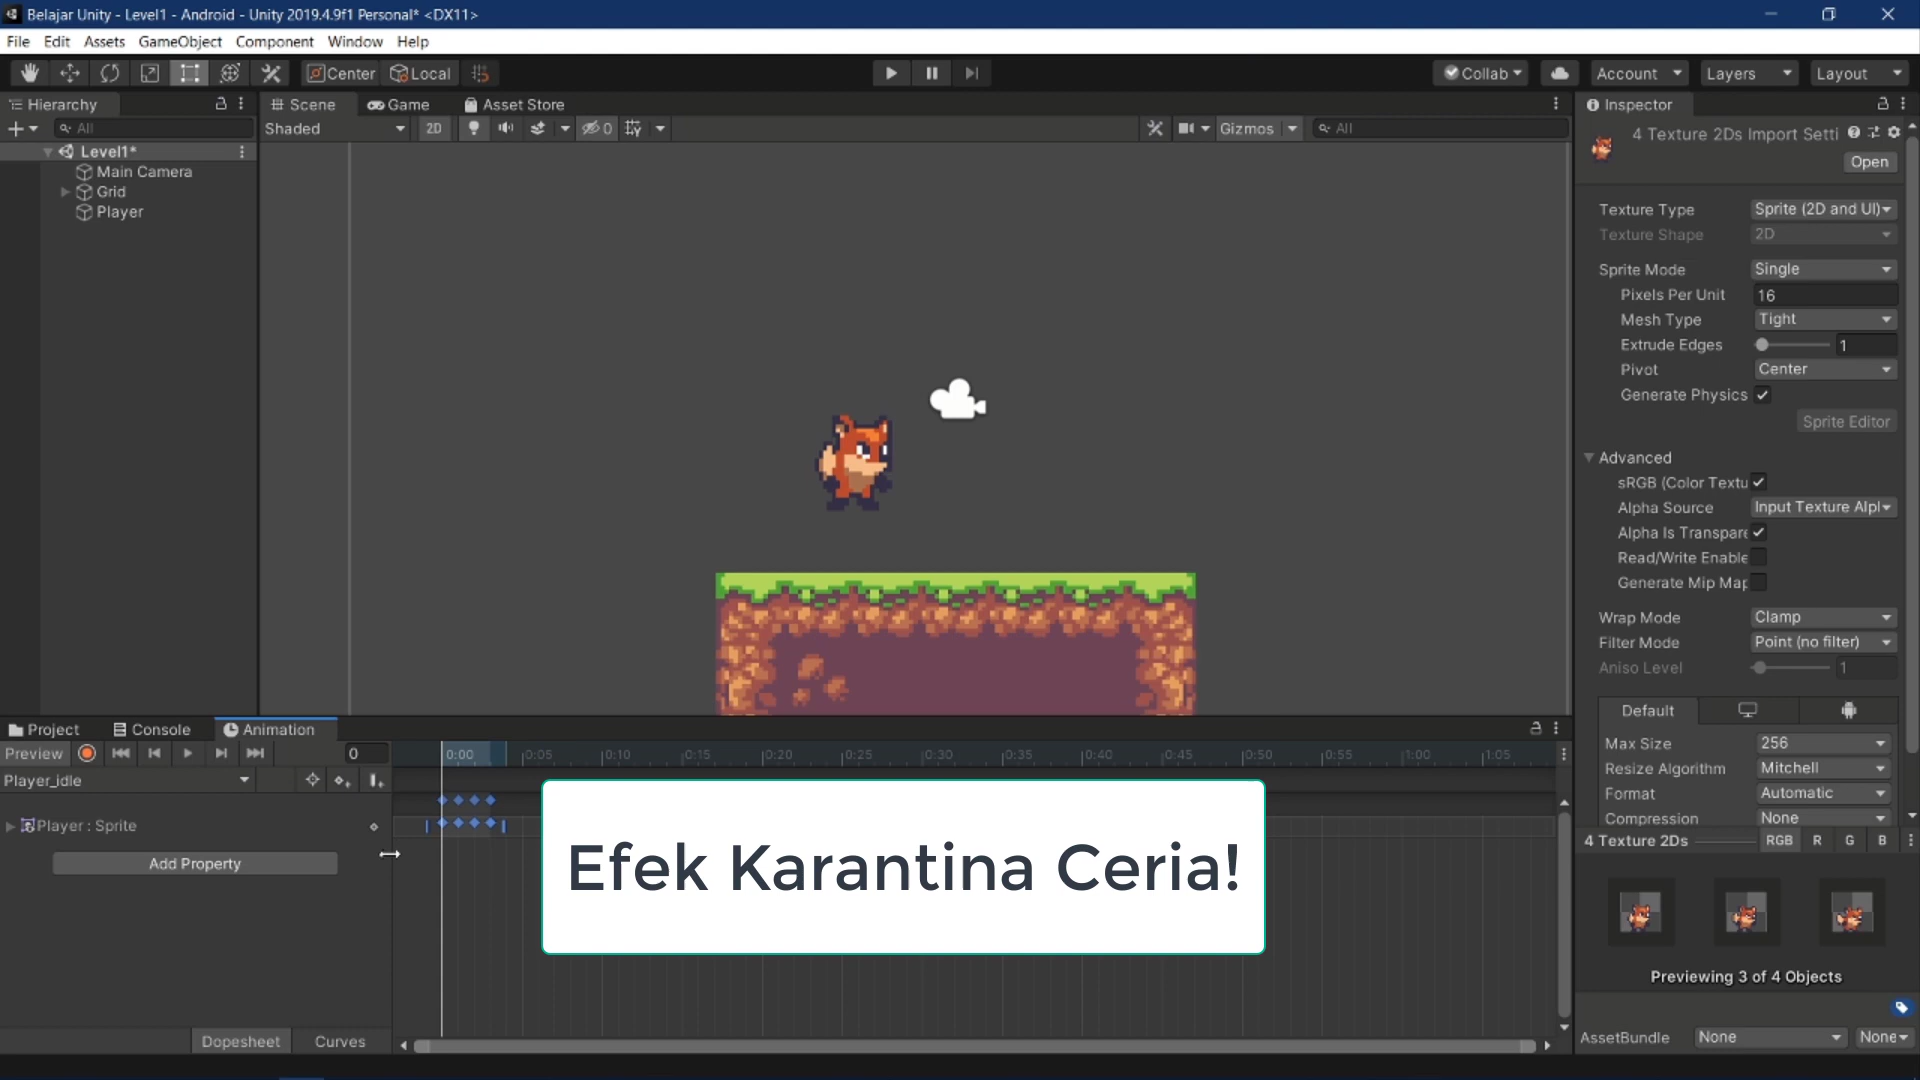 Belajar Unity - Level1 - Android - Unity 2019.4.9f1 Personal* <DX11>
File Edit Assets GameObject Component Window Help
Center Local Collab Account Layers Layout
Hierarchy Scene Game Asset Store Inspector
All Shaded 2D 0 Gizmos All
4 Texture 2Ds Import Setti
Open
Level1*
Main Camera
Grid
Player
Texture Type Sprite (2D and UI)
Texture Shape 2D
Sprite Mode Single
Pixels Per Unit 16
Mesh Type Tight
Extrude Edges 1
Pivot Center
Generate Physics
Sprite Editor
Advanced
sRGB (Color Textu
Alpha Source Input Texture Alpl
Alpha Is Transpare
Read/Write Enable
Generate Mip Map
Wrap Mode Clamp
Filter Mode Point (no filter)
Aniso Level 1
Default
Max Size 256
Resize Algorithm Mitchell
Format Automatic
Compression None
Project Console Animation
Preview 0 0:00 0:05 0:10 0:15 0:20 0:25 0:30 0:35 0:40 0:45 0:50 0:55 1:00 1:05
Player_idle
Player : Sprite
Add Property
Efek Karantina Ceria!
4 Texture 2Ds RGB R G B
Previewing 3 of 4 Objects
Dopesheet Curves
AssetBundle None None